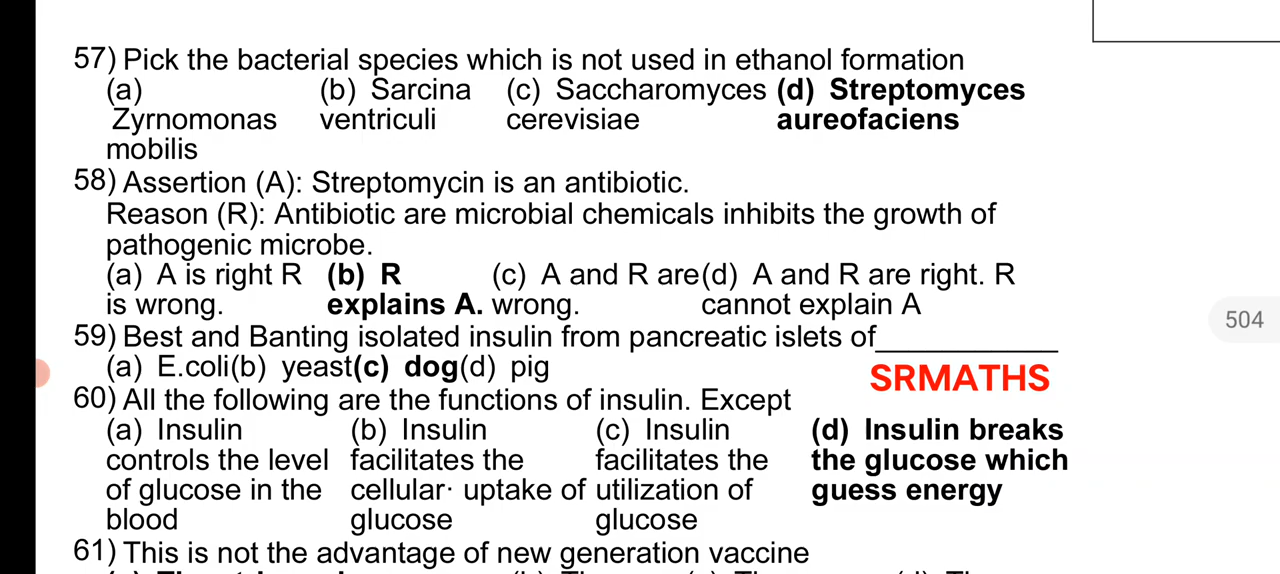 57) Pick the bacterial species which is not used in ethanol formation
(a) (b) Sarcina (c) Saccharomyces (d) Streptomyces
Zyrnomonas ventriculi cerevisiae aureofaciens
mobilis
58) Assertion (A): Streptomycin is an antibiotic.
Reason (R): Antibiotic are microbial chemicals inhibits the growth of
pathogenic microbe.
(a) A is right R (b) R (c) A and R are(d) A and R are right. R
is wrong. explains A. wrong. cannot explain A
59) Best and Banting isolated insulin from pancreatic islets of___________
504
(a) E.coli(b) yeast(c) dog(d) pig
SRMATHS
60) All the following are the functions of insulin. Except
(a) Insulin (b) Insulin (c) Insulin (d) Insulin breaks
controls the level facilitates the facilitates the the glucose which
of glucose in the cellular· uptake of utilization of guess energy
blood glucose glucose
61) This is not the advantage of new generation vaccine